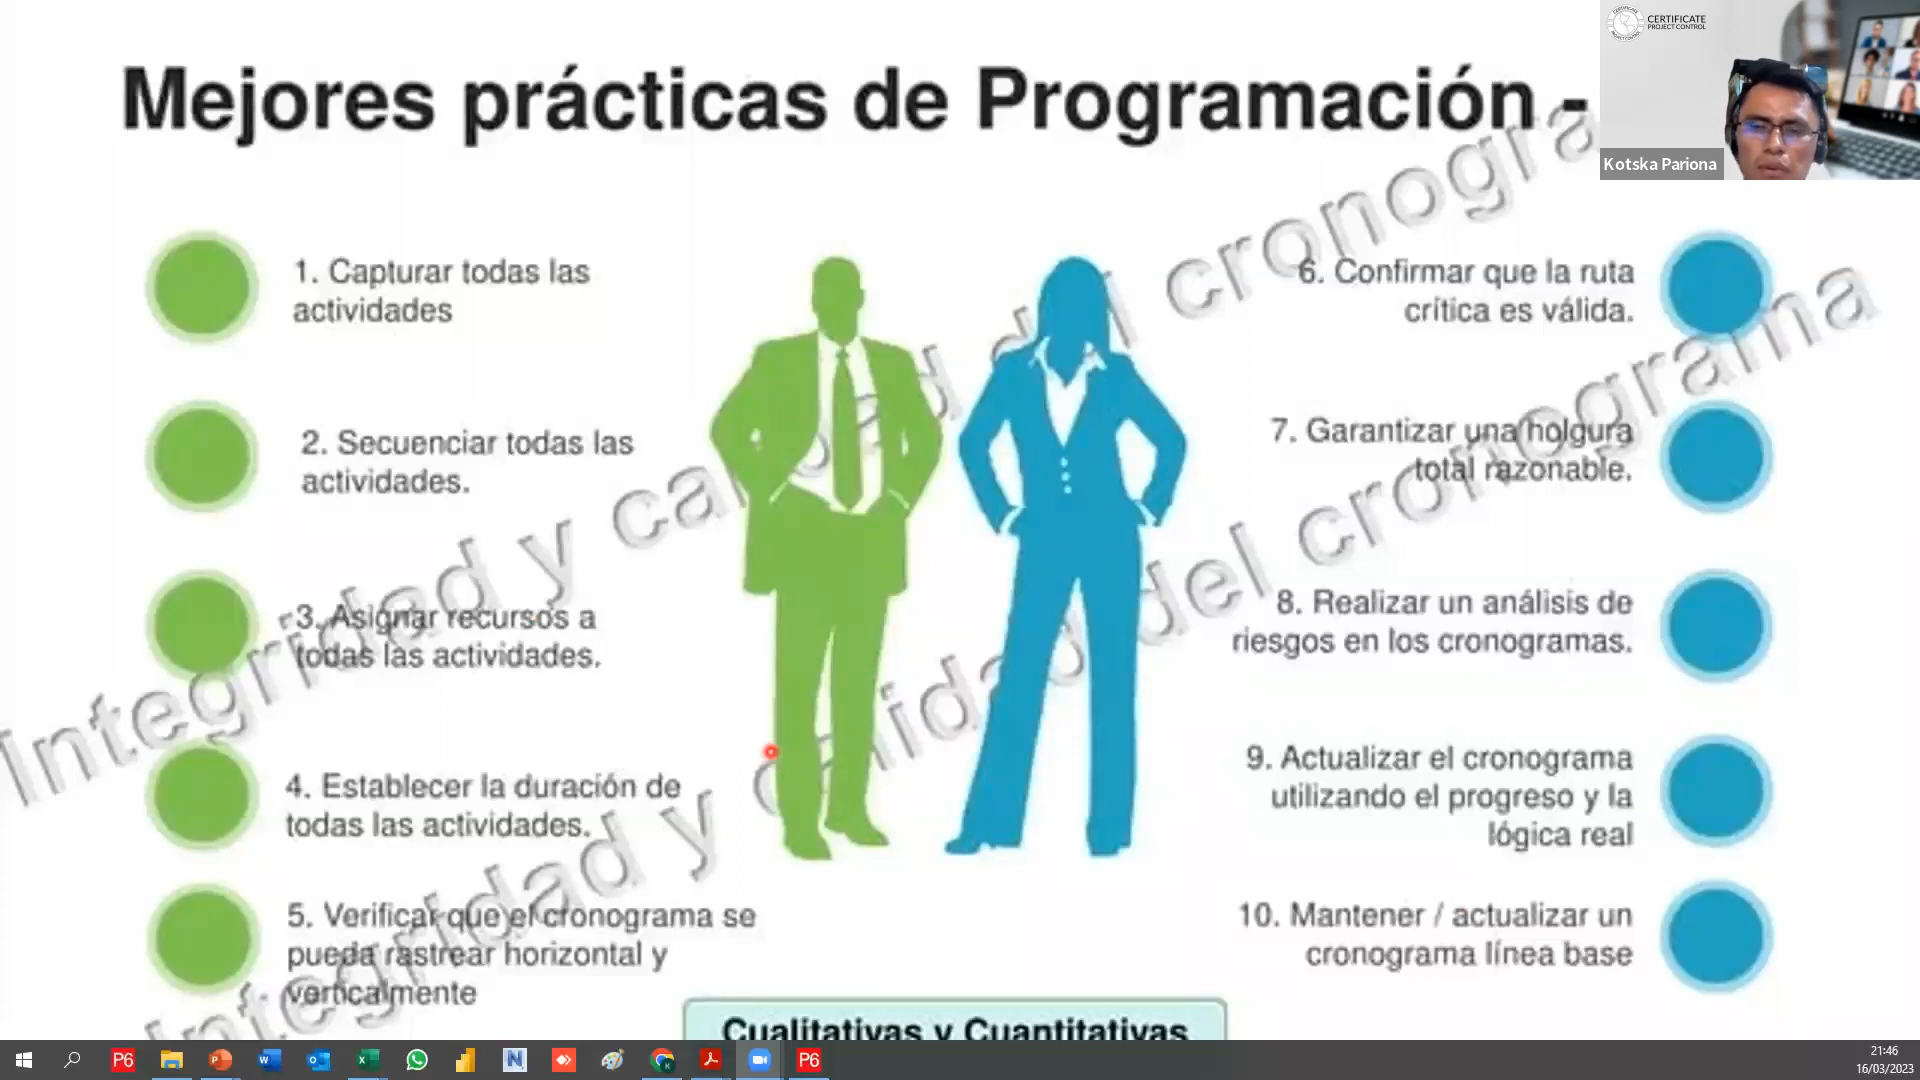 Mejores prácticas de Programación -
CERTIFICATE
PROJECT CONTROL
Kotska Pariona
1. Capturar todas las
actividades
2. Secuenciar todas las
actividades.
3. Asignar recursos a
todas las actividades.
4. Establecer la duración de
todas las actividades.
5. Verificar que el cronograma se
pueda rastrear horizontal y
verticalmente
6. Confirmar que la ruta
crítica es válida.
7. Garantizar una holgura
total razonable.
8. Realizar un análisis de
riesgos en los cronogramas.
9. Actualizar el cronograma
utilizando el progreso y la
lógica real
10. Mantener / actualizar un
cronograma línea base
Integridad y calidad del cronogra
Integridad y calidad del cronograma
Cualitativas y Cuantitativas
P6
P6
21:46
16/03/2023